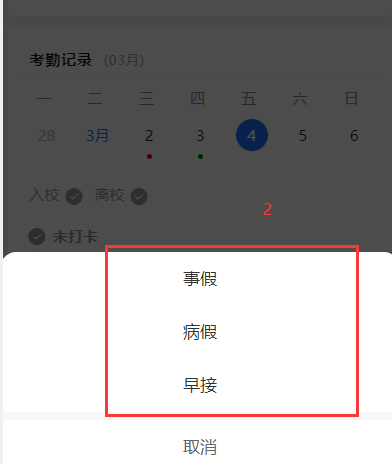 考勤记录 (03月)
一 二 三 四 五 六 日
28 3月 2 3 4 5 6
入校 离校
2
未打卡
事假
病假
早接
取消